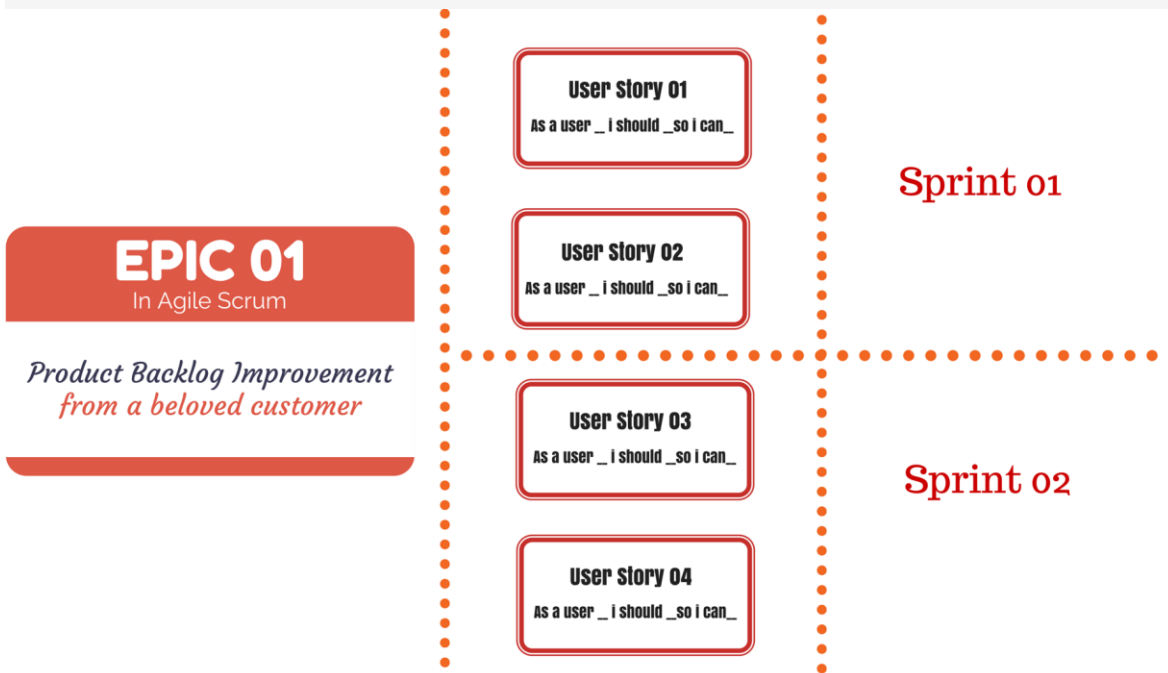 EPIC 01
In Agile Scrum
Product Backlog Improvement
from a beloved customer
User Story 01
As a user _ i should _so i can_
User Story 02
As a user _ i should _so i can_
Sprint 01
User Story 03
As a user _ i should _so i can_
User Story 04
As a user _ i should _so i can_
Sprint 02